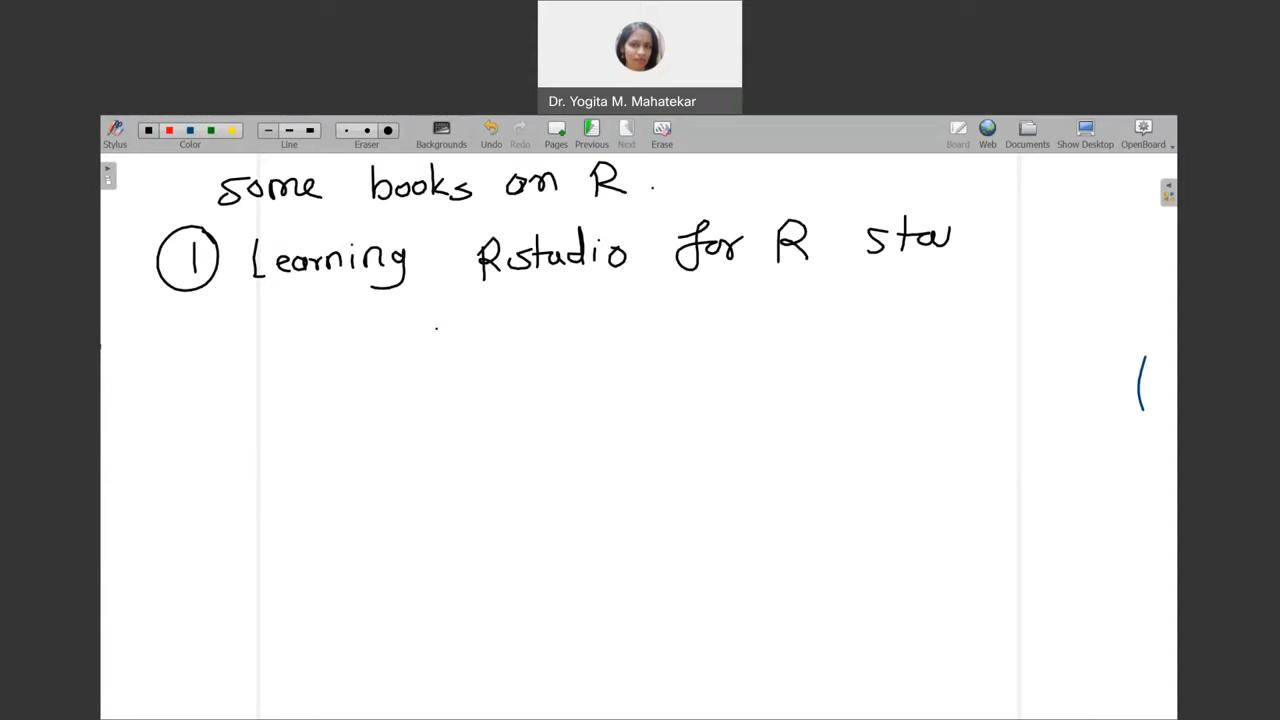 Dr. Yogita M. Mahatekar
Stylus Color Line Eraser Backgrounds Undo Redo Pages Previous Next Erase Board Web Documents Show Desktop OpenBoard
some books on R.
1 Learning Rstudio for R sta